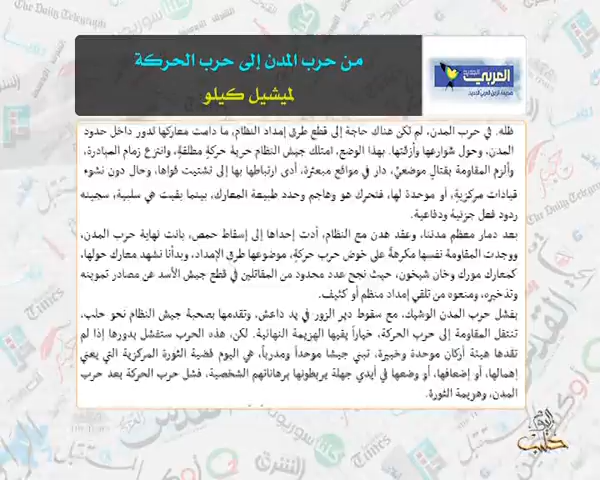 من حرب المدن إلى حرب الحركة
لميشيل كيلو
العربي الجديد
ظله. في حرب المدن، لم تكن هناك حاجة إلى قطع طرق إمداد النظام، ما دامت معاركها تدور داخل حدود
المدن، وحول شوارعها وأزقتها. بهذا الوضع، امتلك جيش النظام حرية حركةٍ مطلقةٍ، وانتزع زمام المبادرة،
وألزم المقاومة بقتالٍ موضعيٍّ، دار في مواقع مبعثرة، أدى ارتباطها بها إلى تشتيت قواها، وحال دون نشوء
قيادات مركزيةٍ، أو موحدة لها، فتحرك هو وهاجم وحدد طبيعة المعارك، بينما بقيت هي سلبية، سجينة
ردود فعل جزئية ودفاعية.
بعد دمار معظم مدننا، وعقد هدن مع النظام، أدت إحداها إلى إسقاط حمص، بانت نهاية حرب المدن،
ووجدت المقاومة نفسها مكرهةً على خوض حرب حركةٍ، موضوعها طرق الإمداد، وبدأنا نشهد معارك حولها،
كمعارك مورك وخان شيخون، حيث نجح عدد محدود من المقاتلين في قطع جيش الأسد عن مصادر تموينه
وتذخيره، ومنعوه من تلقي إمداد منظم أو كثيف.
بفشل حرب المدن الوشيك، مع سقوط دير الزور في يد داعش، وتقدمها بصحبة جيش النظام نحو حلب،
تنتقل المقاومة إلى حرب الحركة، خياراً يقيها الهزيمة النهائية. لكن، هذه الحرب ستفشل بدورها إذا لم
تقدها هيئة أركان موحدة وخبيرة، تبني جيشا موحداً ومدرباً، هي اليوم قضية الثورة المركزية التي يعني
إهمالها، أو إضعافها، أو وضعها في أيدي جهلة يربطونها برهاناتهم الشخصية، فشل حرب الحركة بعد حرب
المدن، وهزيمة الثورة.
حلب اليوم